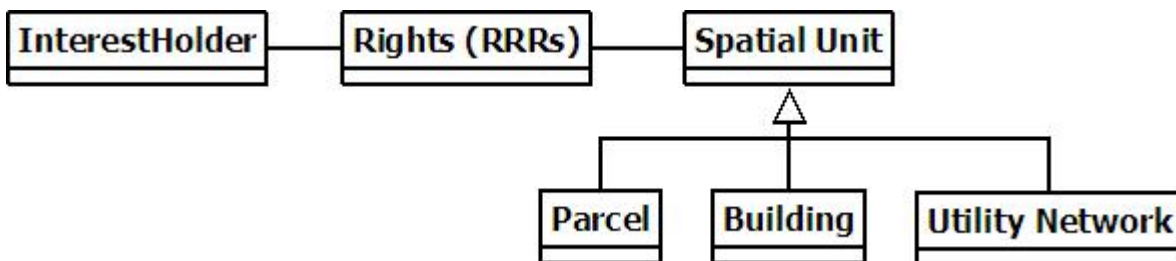 InterestHolder
Rights (RRRs)
Spatial Unit
Parcel
Building
Utility Network